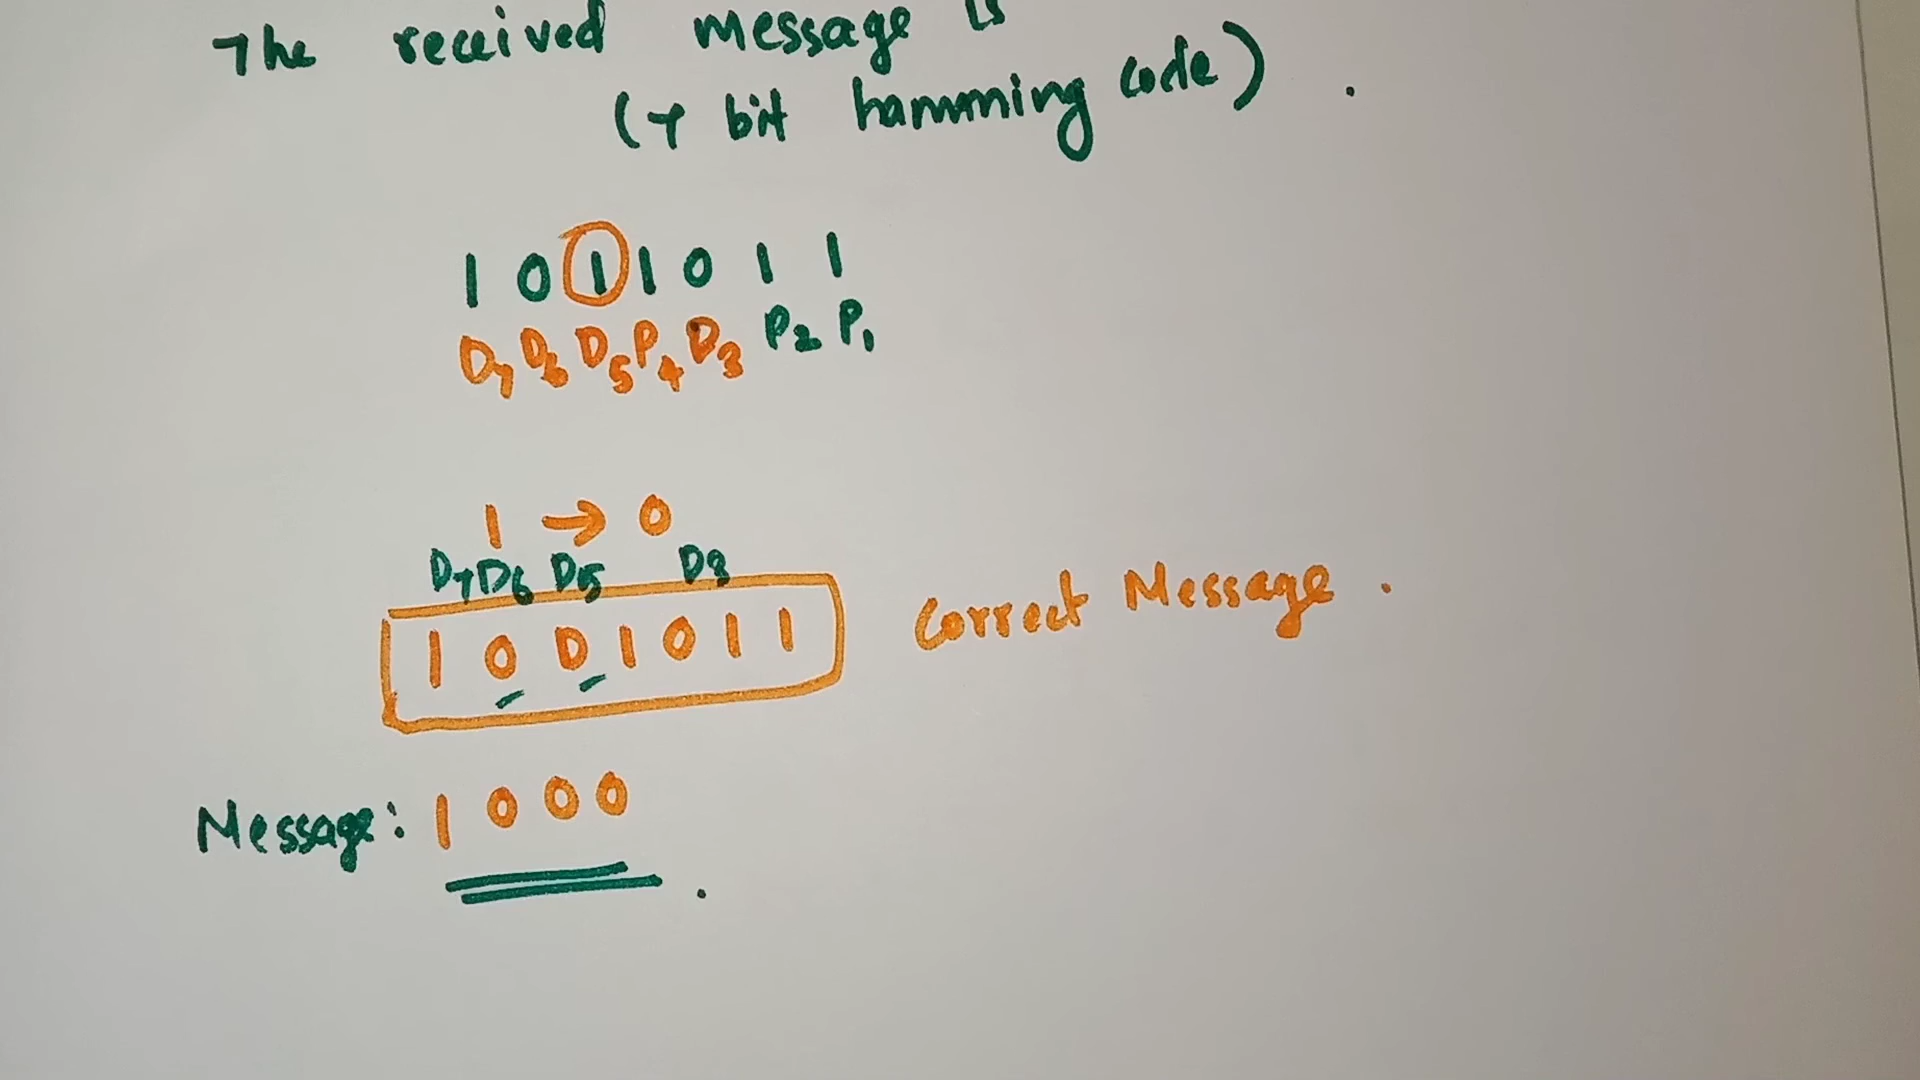 The received message is
(7 bit hamming code).
1 0 1 1 0 1 1
D7 D6 D5 P4 D3 P2 P1
1 → 0
D7 D6 D5 D3
1 0 0 1 0 1 1 Correct Message.
Message: 1 0 0 0.